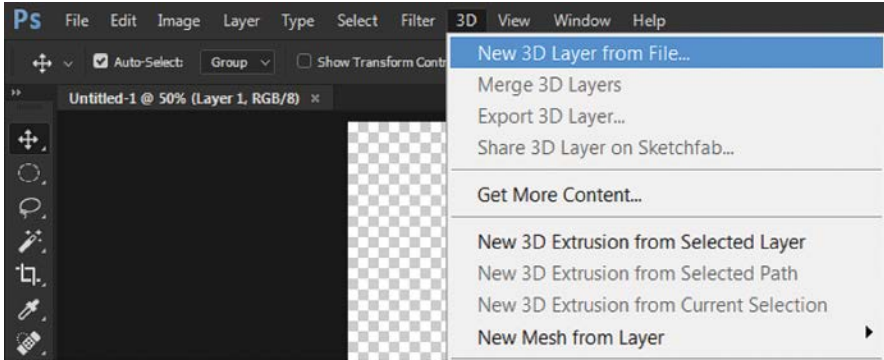 Ps File Edit Image Layer Type Select Filter 3D View Window Help
Auto-Select: Group Show Transform Contr
Untitled-1 @ 50% (Layer 1, RGB/8) ×
New 3D Layer from File...
Merge 3D Layers
Export 3D Layer...
Share 3D Layer on Sketchfab...
Get More Content...
New 3D Extrusion from Selected Layer
New 3D Extrusion from Selected Path
New 3D Extrusion from Current Selection
New Mesh from Layer